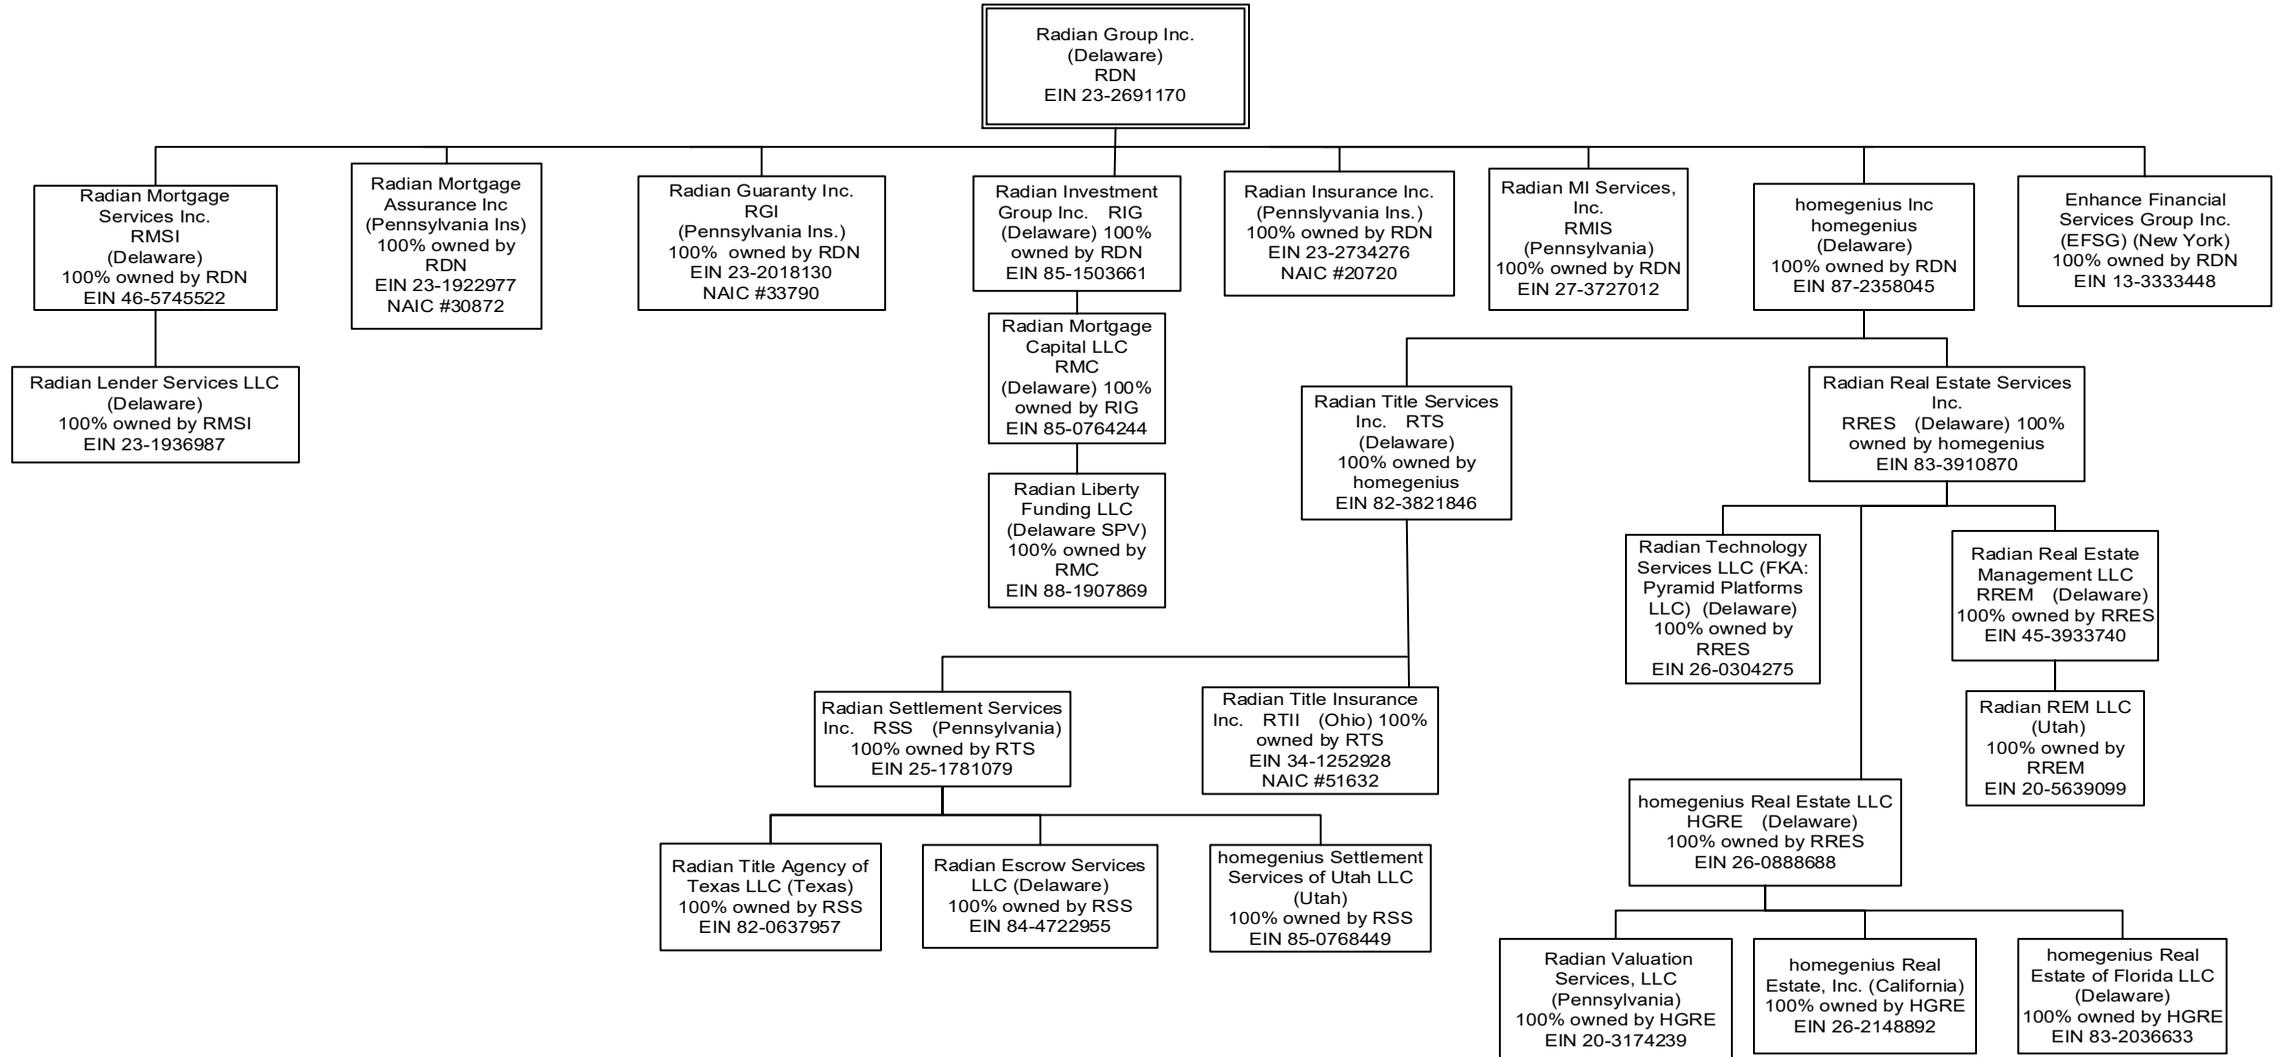 Radian Group Inc.
(Delaware)
RDN
EIN 23-2691170
Radian Mortgage
Services Inc.
RMSI
(Delaware)
100% owned by RDN
EIN 46-5745522
Radian Mortgage
Assurance Inc
(Pennsylvania Ins)
100% owned by
RDN
EIN 23-1922977
NAIC #30872
Radian Guaranty Inc.
RGI
(Pennsylvania Ins.)
100% owned by RDN
EIN 23-2018130
NAIC #33790
Radian Investment
Group Inc. RIG
(Delaware) 100%
owned by RDN
EIN 85-1503661
Radian Insurance Inc.
(Pennslyvania Ins.)
100% owned by RDN
EIN 23-2734276
NAIC #20720
Radian MI Services,
Inc.
RMIS
(Pennsylvania)
100% owned by RDN
EIN 27-3727012
homegenius Inc
homegenius
(Delaware)
100% owned by RDN
EIN 87-2358045
Enhance Financial
Services Group Inc.
(EFSG) (New York)
100% owned by RDN
EIN 13-3333448
Radian Lender Services LLC
(Delaware)
100% owned by RMSI
EIN 23-1936987
Radian Mortgage
Capital LLC
RMC
(Delaware) 100%
owned by RIG
EIN 85-0764244
Radian Liberty
Funding LLC
(Delaware SPV)
100% owned by
RMC
EIN 88-1907869
Radian Title Services
Inc. RTS
(Delaware)
100% owned by
homegenius
EIN 82-3821846
Radian Real Estate Services
Inc.
RRES (Delaware) 100%
owned by homegenius
EIN 83-3910870
Radian Technology
Services LLC (FKA:
Pyramid Platforms
LLC) (Delaware)
100% owned by
RRES
EIN 26-0304275
Radian Real Estate
Management LLC
RREM (Delaware)
100% owned by RRES
EIN 45-3933740
Radian REM LLC
(Utah)
100% owned by
RREM
EIN 20-5639099
Radian Settlement Services
Inc. RSS (Pennsylvania)
100% owned by RTS
EIN 25-1781079
Radian Title Insurance
Inc. RTII (Ohio) 100%
owned by RTS
EIN 34-1252928
NAIC #51632
homegenius Real Estate LLC
HGRE (Delaware)
100% owned by RRES
EIN 26-0888688
Radian Title Agency of
Texas LLC (Texas)
100% owned by RSS
EIN 82-0637957
Radian Escrow Services
LLC (Delaware)
100% owned by RSS
EIN 84-4722955
homegenius Settlement
Services of Utah LLC
(Utah)
100% owned by RSS
EIN 85-0768449
Radian Valuation
Services, LLC
(Pennsylvania)
100% owned by HGRE
EIN 20-3174239
homegenius Real
Estate, Inc. (California)
100% owned by HGRE
EIN 26-2148892
homegenius Real
Estate of Florida LLC
(Delaware)
100% owned by HGRE
EIN 83-2036633